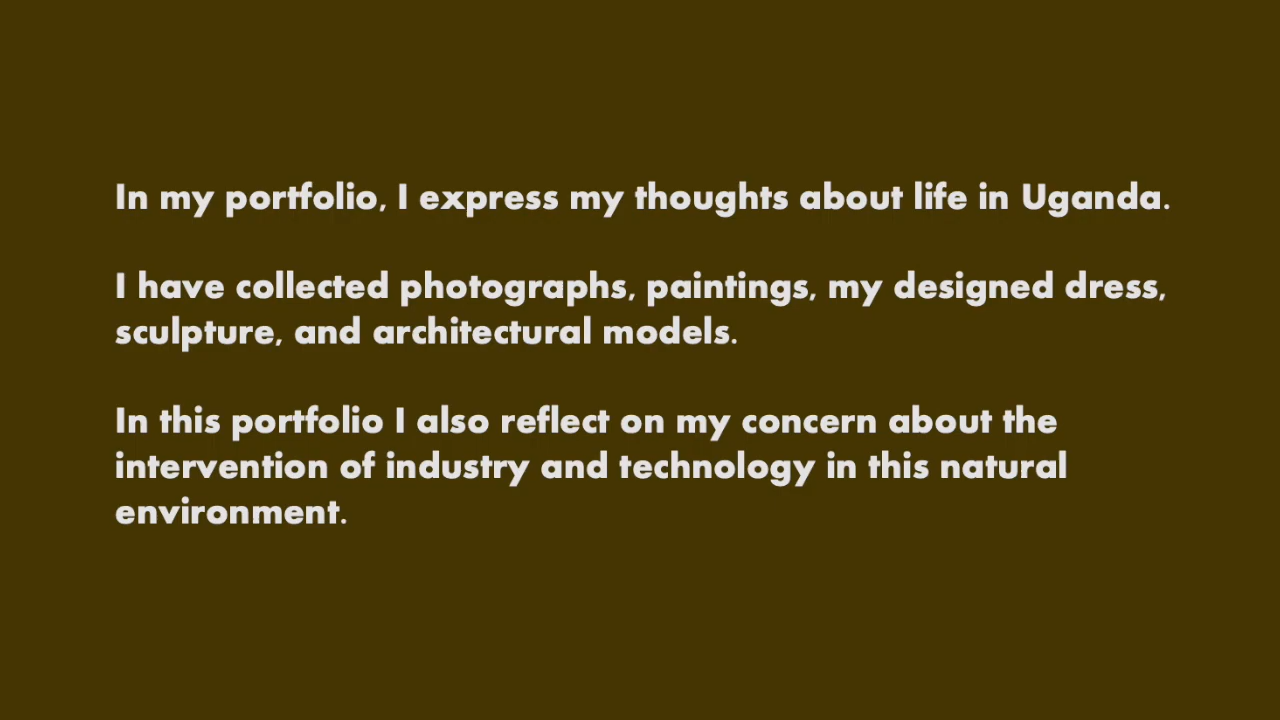 In my portfolio, I express my thoughts about life in Uganda.
I have collected photographs, paintings, my designed dress,
sculpture, and architectural models.
In this portfolio I also reflect on my concern about the
intervention of industry and technology in this natural
environment.